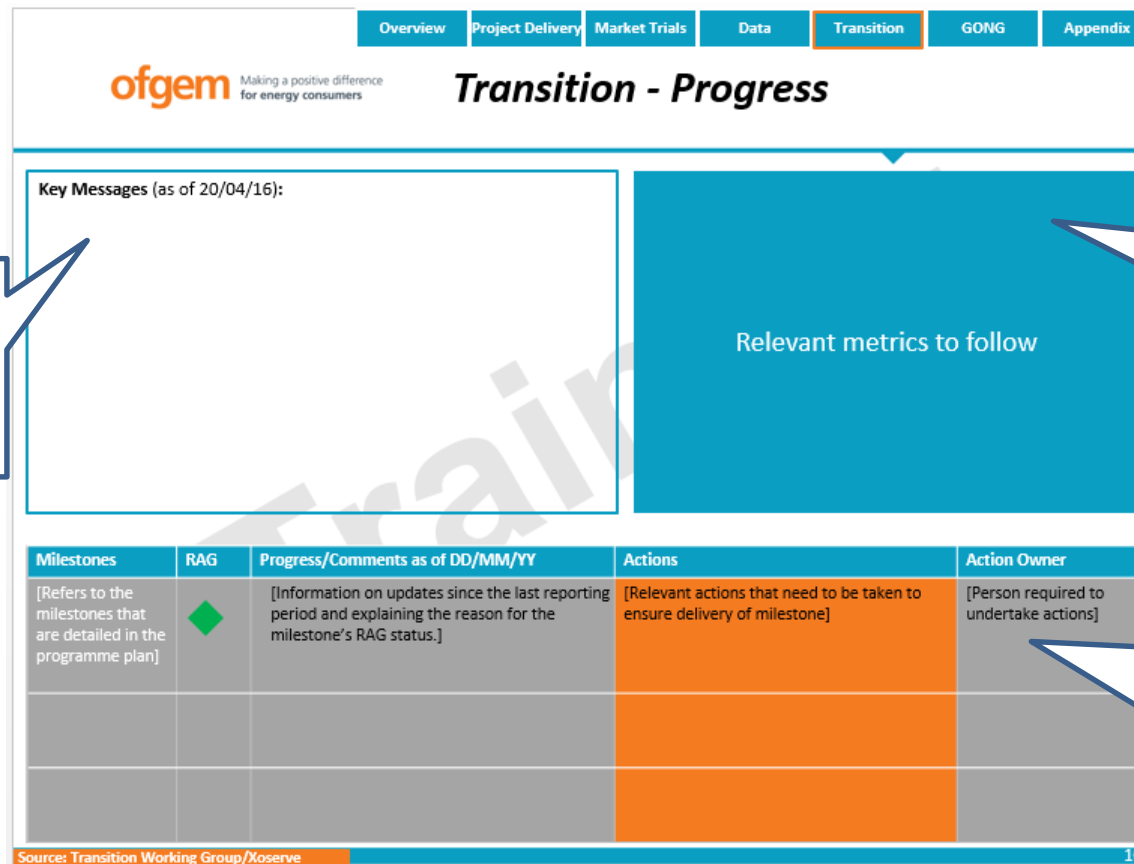 Overview Project Delivery Market Trials Data Transition GONG Appendix
ofgem Making a positive difference
for energy consumers
Transition - Progress
Key Messages (as of 20/04/16):
Relevant metrics to follow
Milestones RAG Progress/Comments as of DD/MM/YY Actions Action Owner
[Refers to the
milestones that
are detailed in the
programme plan]
[Information on updates since the last reporting
period and explaining the reason for the
milestone's RAG status.]
[Relevant actions that need to be taken to
ensure delivery of milestone]
[Person required to
undertake actions]
Source: Transition Working Group/Xoserve